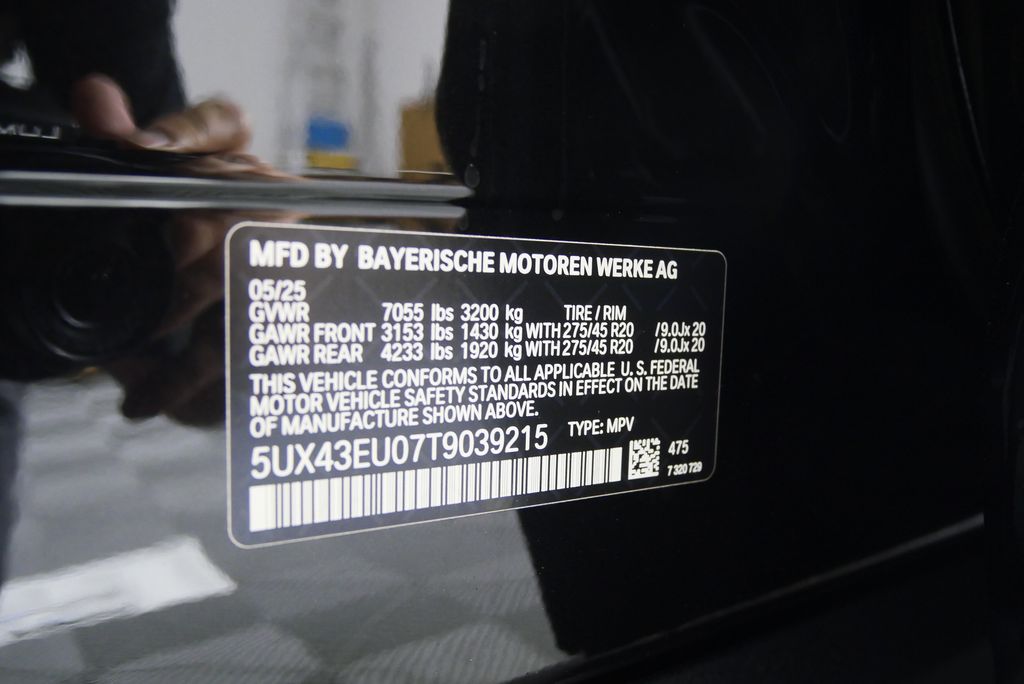 MFD BY BAYERISCHE MOTOREN WERKE AG
05/25
GVWR 7055 lbs 3200 kg TIRE / RIM
GAWR FRONT 3153 lbs 1430 kg WITH 275/45 R20 /9.0Jx 20
GAWR REAR 4233 lbs 1920 kg WITH 275/45 R20 /9.0Jx 20
THIS VEHICLE CONFORMS TO ALL APPLICABLE U. S. FEDERAL
MOTOR VEHICLE SAFETY STANDARDS IN EFFECT ON THE DATE
OF MANUFACTURE SHOWN ABOVE.
5UX43EU07T9039215 TYPE: MPV
475
7 320 729